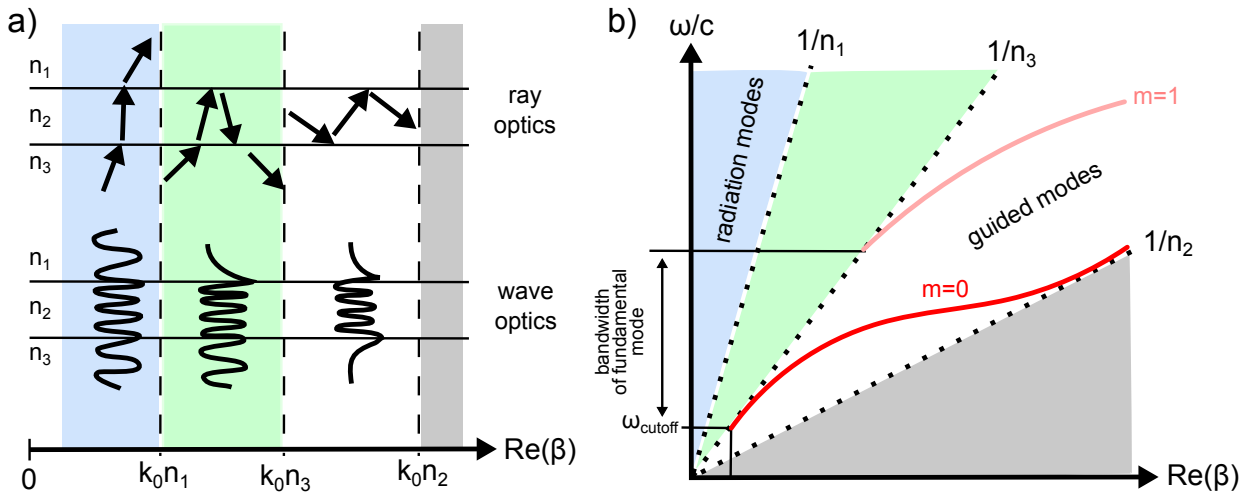 a)
n₁
n₂
n₃
ray
optics
n₁
n₂
n₃
wave
optics
0
k₀n₁
k₀n₃
k₀n₂
Re(β)
b)
ω/c
1/n₁
1/n₃
m=1
radiation modes
guided modes
1/n₂
m=0
bandwidth
of fundamental
mode
ω_cutoff
Re(β)